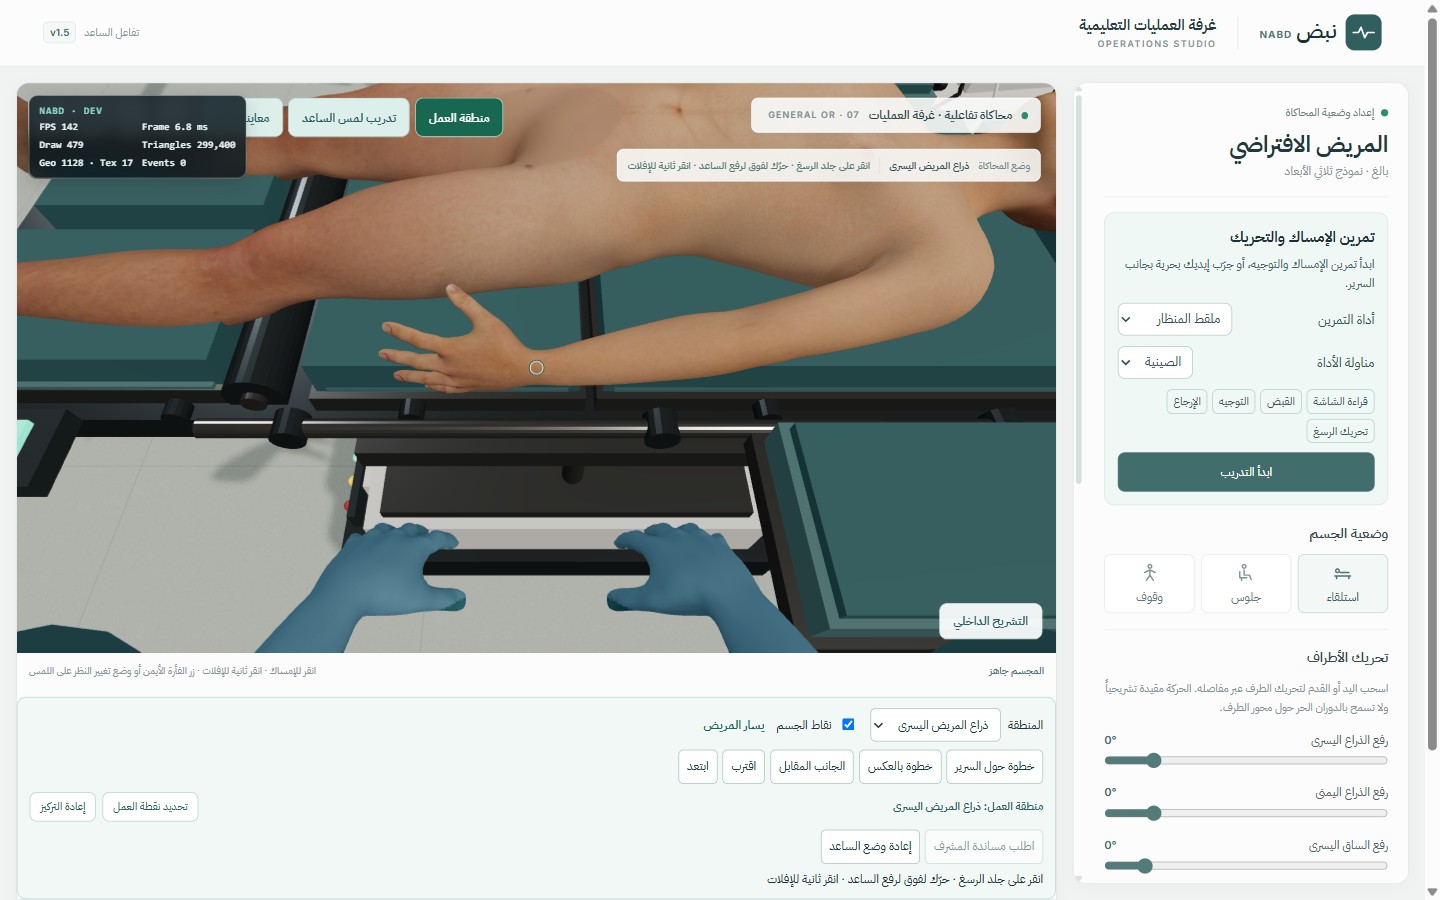 نبض NABD
غرفة العمليات التعليمية
OPERATIONS STUDIO
تفاعل الساعد v1.5
إعداد وضعية المحاكاة
المريض الافتراضي
بالغ · نموذج ثلاثي الأبعاد
تمرين الإمساك والتحريك
ابدأ تمرين الإمساك والتوجيه، أو جرّب إيديك بحرية بجانب
السرير.
أداة التمرين ملقط المنظار
مناولة الأداة الصينية
قراءة الشاشة القبض التوجيه الإرجاع
تحريك الرسغ
ابدأ التدريب
وضعية الجسم
استلقاء جلوس وقوف
تحريك الأطراف
اسحب اليد أو القدم لتحريك الطرف عبر مفاصله. الحركة مقيدة تشريحياً
ولا تسمح بالدوران الحر حول محور الطرف.
رفع الذراع اليسرى 0°
رفع الذراع اليمنى 0°
رفع الساق اليسرى 0°
محاكاة تفاعلية · غرفة العمليات GENERAL OR · 07
وضع المحاكاة ذراع المريض اليسرى انقر على جلد الرسغ · حرّك لفوق لرفع الساعد · انقر ثانية للإفلات
منطقة العمل تدريب لمس الساعد
NABD · DEV
FPS 142 Frame 6.8 ms
Draw 479 Triangles 299,400
Geo 1128 · Tex 17 Events 0
التشريح الداخلي
المجسم جاهز
انقر للإمساك · انقر ثانية للإفلات · زر الفأرة الأيمن أو وضع تغيير النظر على اللمس
المنطقة ذراع المريض اليسرى نقاط الجسم يسار المريض
خطوة حول السرير خطوة بالعكس الجانب المقابل اقترب ابتعد
منطقة العمل: ذراع المريض اليسرى تحديد نقطة العمل إعادة التركيز
اطلب مساندة المشرف إعادة وضع الساعد
انقر على جلد الرسغ · حرّك لفوق لرفع الساعد · انقر ثانية للإفلات